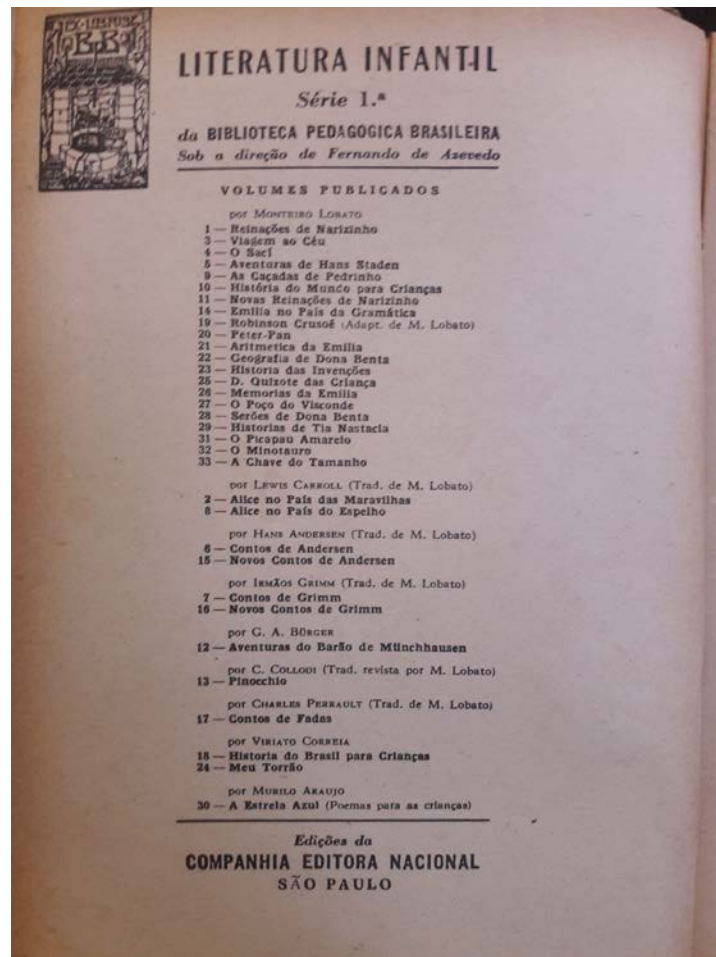 EX-LIBRIS
BPB
LITERATURA INFANTIL
Série 1.ª
da BIBLIOTECA PEDAGOGICA BRASILEIRA
Sob a direção de Fernando de Azevedo
VOLUMES PUBLICADOS
por MONTEIRO LOBATO
1 — Reinações de Narizinho
3 — Viagem ao Céu
4 — O Sací
5 — Aventuras de Hans Staden
9 — As Caçadas de Pedrinho
10 — História do Mundo para Crianças
11 — Novas Reinações de Narizinho
14 — Emilia no País da Gramática
19 — Robinson Crusoé (Adapt. de M. Lobato)
20 — Peter-Pan
21 — Aritmetica da Emilia
22 — Geografia de Dona Benta
23 — Historia das Invenções
25 — D. Quixote das Criança
26 — Memorias da Emilia
27 — O Poço do Visconde
28 — Serões de Dona Benta
29 — Historias de Tia Nastacia
31 — O Picapau Amarelo
32 — O Minotauro
33 — A Chave do Tamanho
por LEWIS CARROLL (Trad. de M. Lobato)
2 — Alice no País das Maravilhas
8 — Alice no País do Espelho
por HANS ANDERSEN (Trad. de M. Lobato)
6 — Contos de Andersen
15 — Novos Contos de Andersen
por IRMÃOS GRIMM (Trad. de M. Lobato)
7 — Contos de Grimm
16 — Novos Contos de Grimm
por G. A. BÜRGER
12 — Aventuras do Barão de Münchhausen
por C. COLLODI (Trad. revista por M. Lobato)
13 — Pinocchio
por CHARLES PERRAULT (Trad. de M. Lobato)
17 — Contos de Fadas
por VIRIATO CORREIA
18 — Historia do Brasil para Crianças
24 — Meu Torrão
por MURILO ARAUJO
30 — A Estrela Azul (Poemas para as crianças)
Edições da
COMPANHIA EDITORA NACIONAL
SÃO PAULO